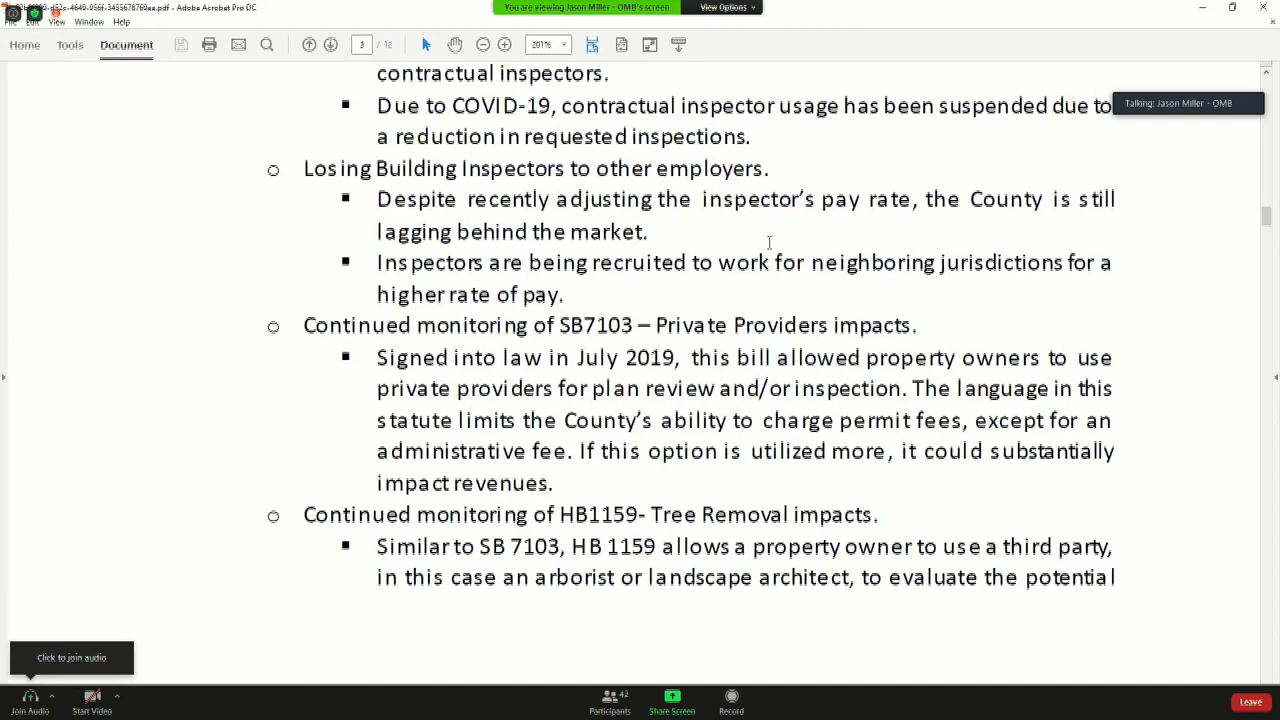 - Adobe Acrobat Pro DC
You are viewing Jason Miller - OMB's screen
View Options
File Edit View Window Help
Home Tools Document
3 / 12
201%
Talking: Jason Miller - OMB
contractual inspectors.
▪ Due to COVID-19, contractual inspector usage has been suspended due to
a reduction in requested inspections.
o Losing Building Inspectors to other employers.
▪ Despite recently adjusting the inspector's pay rate, the County is still
lagging behind the market.
▪ Inspectors are being recruited to work for neighboring jurisdictions for a
higher rate of pay.
o Continued monitoring of SB7103 – Private Providers impacts.
▪ Signed into law in July 2019, this bill allowed property owners to use
private providers for plan review and/or inspection. The language in this
statute limits the County's ability to charge permit fees, except for an
administrative fee. If this option is utilized more, it could substantially
impact revenues.
o Continued monitoring of HB1159- Tree Removal impacts.
▪ Similar to SB 7103, HB 1159 allows a property owner to use a third party,
in this case an arborist or landscape architect, to evaluate the potential
Click to join audio
Join Audio
Start Video
42
Participants
Share Screen
Record
Leave